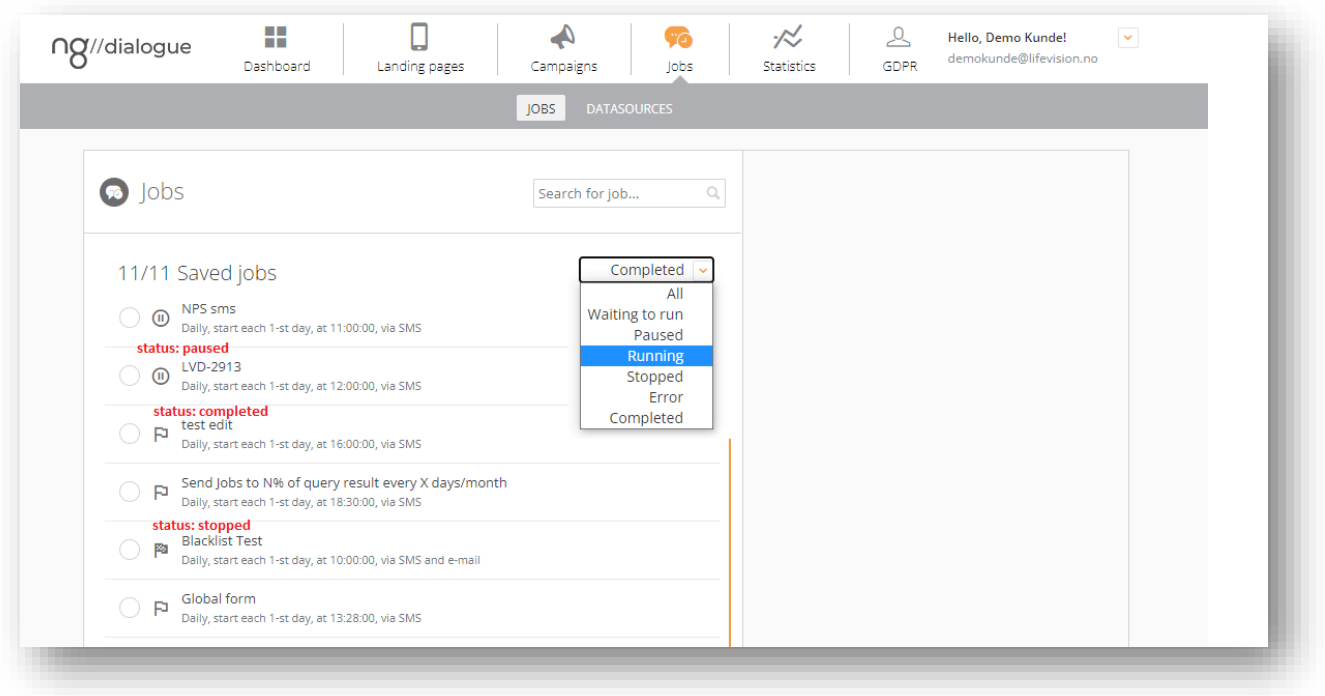 ng//dialogue
Dashboard
Landing pages
Campaigns
Jobs
Statistics
GDPR
Hello, Demo Kunde!
demokunde@lifevision.no
JOBS
DATASOURCES
Jobs
Search for job...
11/11 Saved jobs
Completed
All
Waiting to run
Paused
Running
Stopped
Error
Completed
NPS sms
Daily, start each 1-st day, at 11:00:00, via SMS
status: paused
LVD-2913
Daily, start each 1-st day, at 12:00:00, via SMS
status: completed
test edit
Daily, start each 1-st day, at 16:00:00, via SMS
Send Jobs to N% of query result every X days/month
Daily, start each 1-st day, at 18:30:00, via SMS
status: stopped
Blacklist Test
Daily, start each 1-st day, at 10:00:00, via SMS and e-mail
Global form
Daily, start each 1-st day, at 13:28:00, via SMS